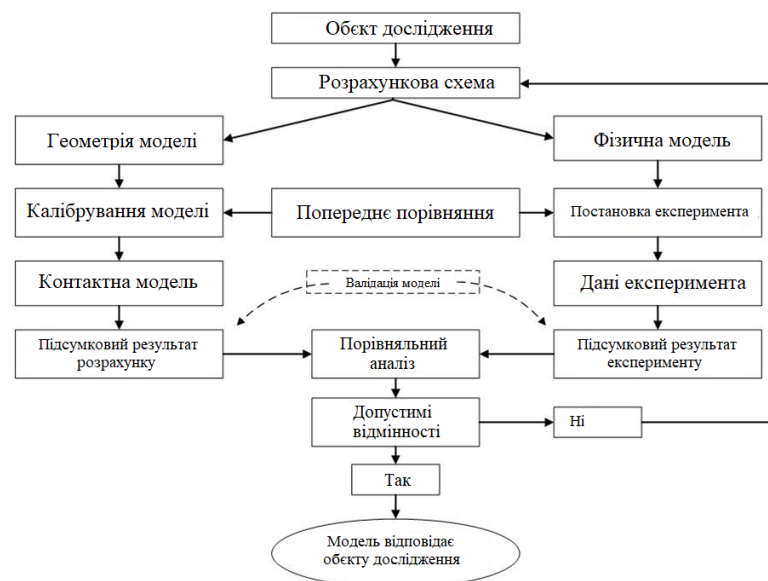 Обєкт дослідження
Розрахункова схема
Геометрія моделі
Фізична модель
Калібрування моделі
Попереднє порівняння
Постановка експеримента
Контактна модель
Валідація моделі
Дані експеримента
Підсумковий результат
розрахунку
Порівняльний
аналіз
Підсумковий результат
експерименту
Допустимі
відмінності
Ні
Так
Модель відповідає
обєкту дослідження